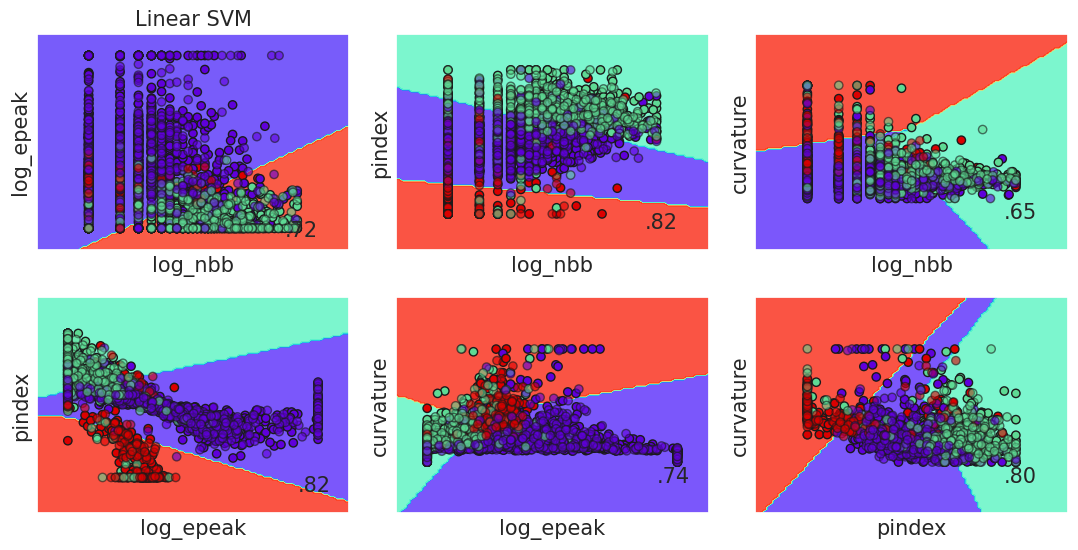 Linear SVM
log_epeak
.72
log_nbb
pindex
.82
log_nbb
curvature
.65
log_nbb
pindex
.82
log_epeak
curvature
.74
log_epeak
curvature
.80
pindex